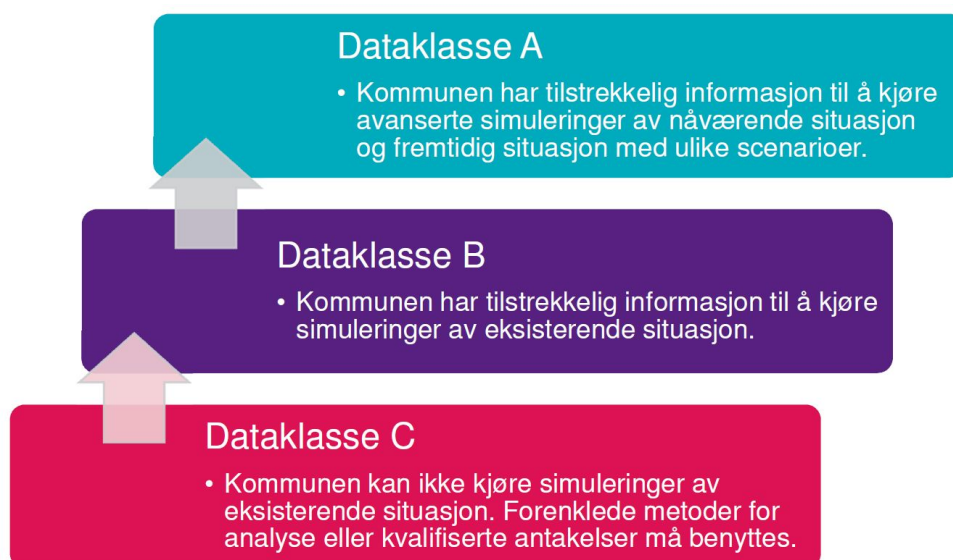 Dataklasse A
• Kommunen har tilstrekkelig informasjon til å kjøre
avanserte simuleringer av nåværende situasjon
og fremtidig situasjon med ulike scenarioer.
Dataklasse B
• Kommunen har tilstrekkelig informasjon til å kjøre
simuleringer av eksisterende situasjon.
Dataklasse C
• Kommunen kan ikke kjøre simuleringer av
eksisterende situasjon. Forenklede metoder for
analyse eller kvalifiserte antakelser må benyttes.